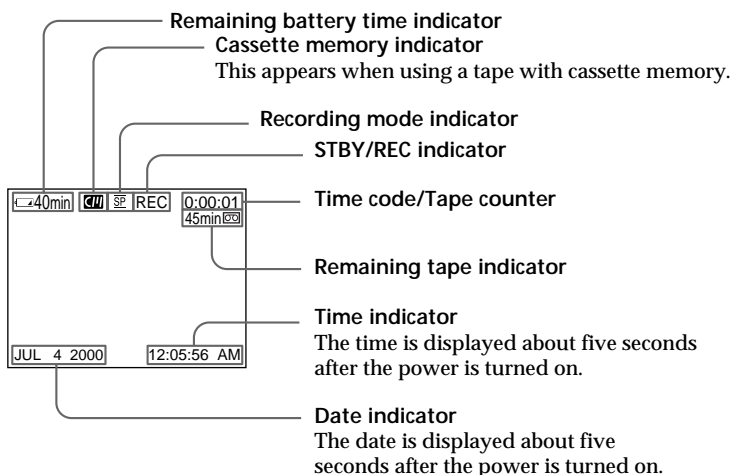 Remaining battery time indicator
Cassette memory indicator
This appears when using a tape with cassette memory.
Recording mode indicator
STBY/REC indicator
40min CM SP REC 0:00:01
Time code/Tape counter
45min
Remaining tape indicator
Time indicator
The time is displayed about five seconds
after the power is turned on.
JUL 4 2000 12:05:56 AM
Date indicator
The date is displayed about five
seconds after the power is turned on.